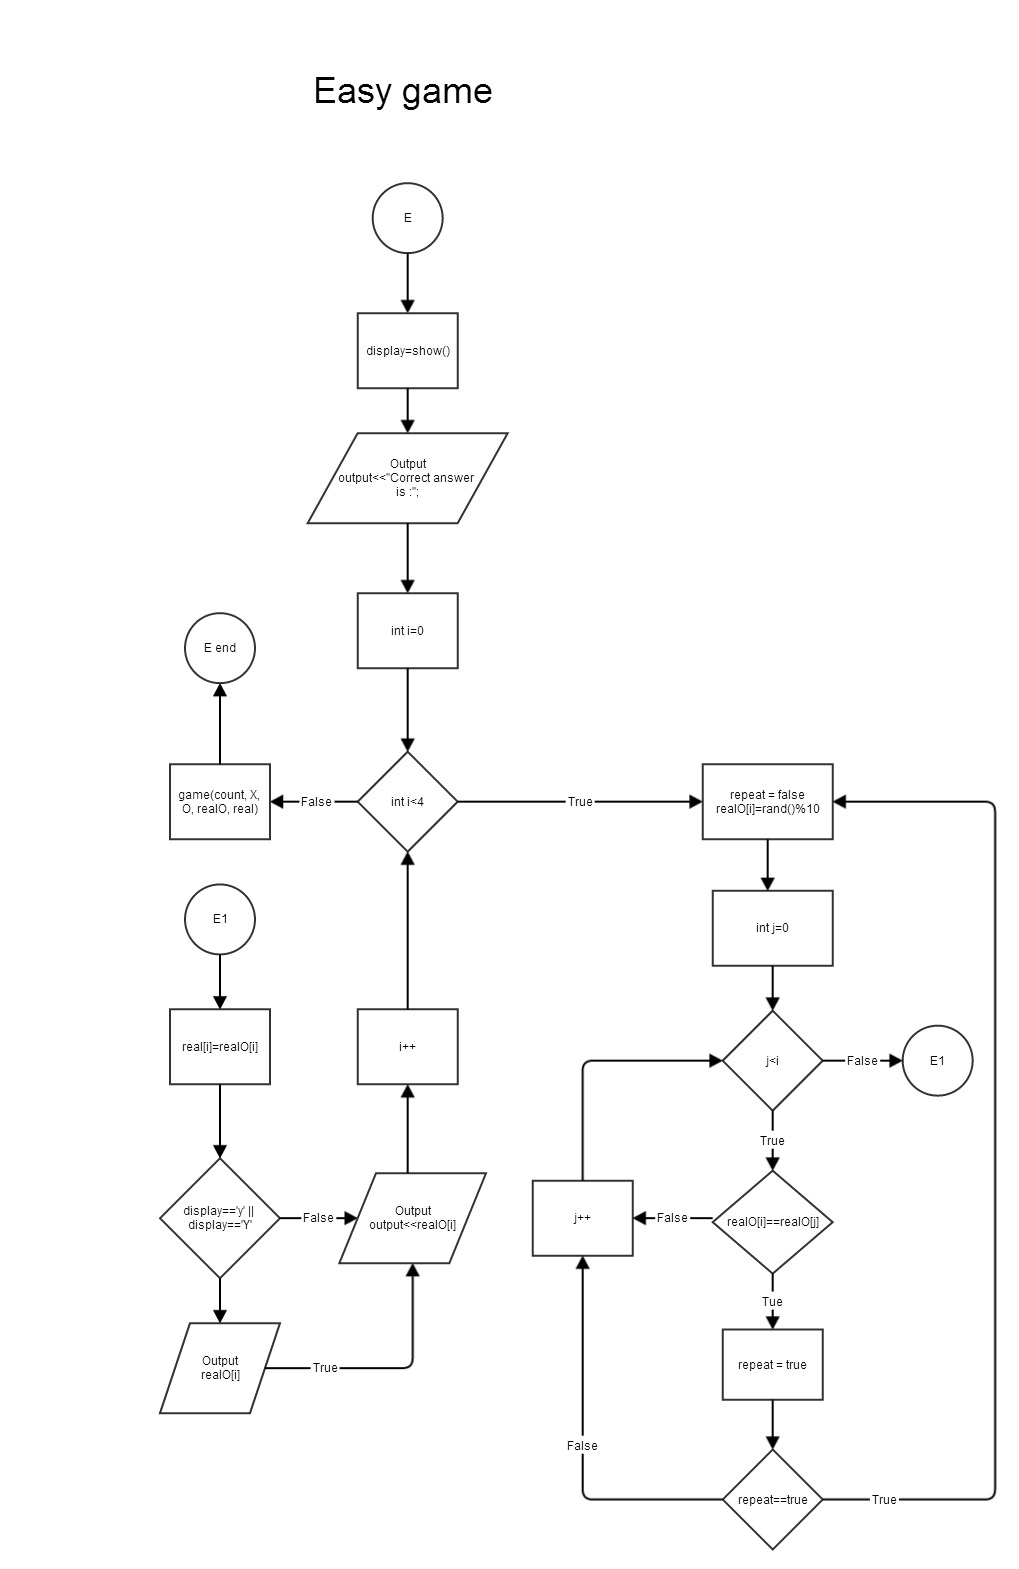 Easy game
E
display=show()
Output
output<<"Correct answer
is :";
int i=0
E end
game(count, X,
O, realO, real)
False
int i<4
True
repeat = false
realO[i]=rand()%10
int j=0
E1
real[i]=realO[i]
i++
j<i
False
E1
True
display=='y' ||
display=='Y'
False
Output
output<<realO[i]
j++
False
realO[i]==realO[j]
Tue
Output
realO[i]
True
repeat = true
False
repeat==true
True